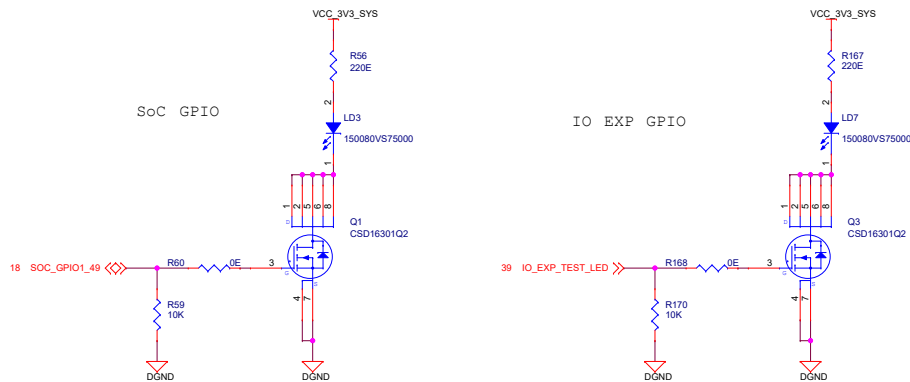 VCC_3V3_SYS
R56
220E
SoC GPIO
2
LD3
150080VS75000
1
1
2
5
6
8
D
Q1
CSD16301Q2
18 SOC_GPIO1_49
R60
0E
3
G
S
R59
10K
4
7
DGND
DGND
VCC_3V3_SYS
R167
220E
IO EXP GPIO
2
LD7
150080VS75000
1
1
2
5
6
8
D
Q3
CSD16301Q2
39 IO_EXP_TEST_LED
R168
0E
3
G
S
R170
10K
4
7
DGND
DGND